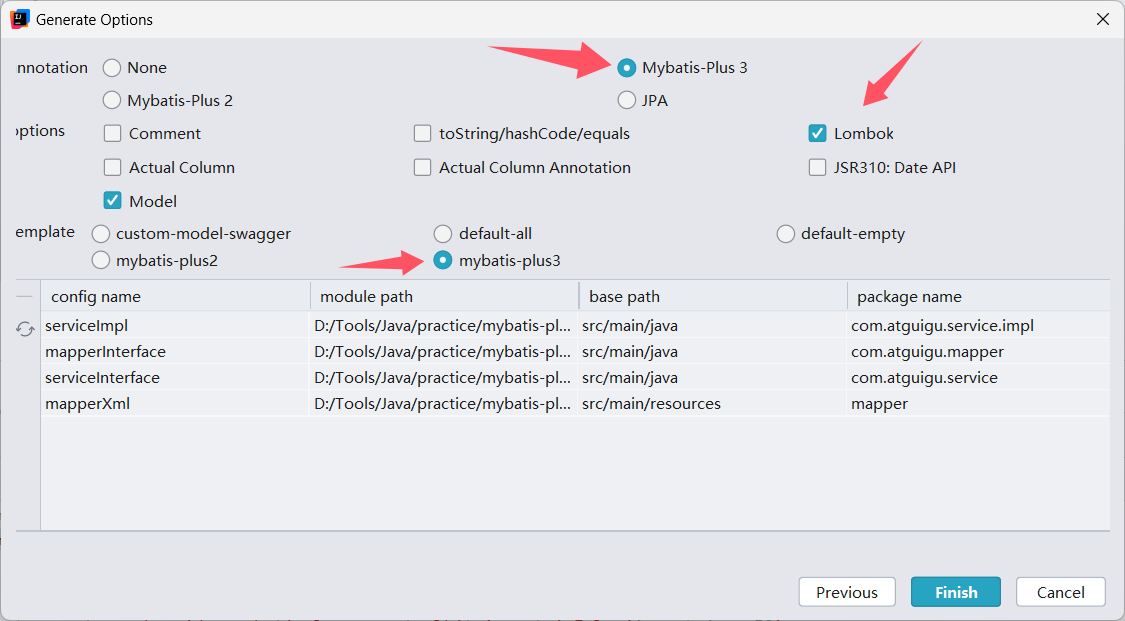 Generate Options
nnotation None Mybatis-Plus 3
Mybatis-Plus 2 JPA
options Comment toString/hashCode/equals Lombok
Actual Column Actual Column Annotation JSR310: Date API
Model
emplate custom-model-swagger default-all default-empty
mybatis-plus2 mybatis-plus3
config name module path base path package name
serviceImpl D:/Tools/Java/practice/mybatis-pl... src/main/java com.atguigu.service.impl
mapperInterface D:/Tools/Java/practice/mybatis-pl... src/main/java com.atguigu.mapper
serviceInterface D:/Tools/Java/practice/mybatis-pl... src/main/java com.atguigu.service
mapperXml D:/Tools/Java/practice/mybatis-pl... src/main/resources mapper
Previous Finish Cancel